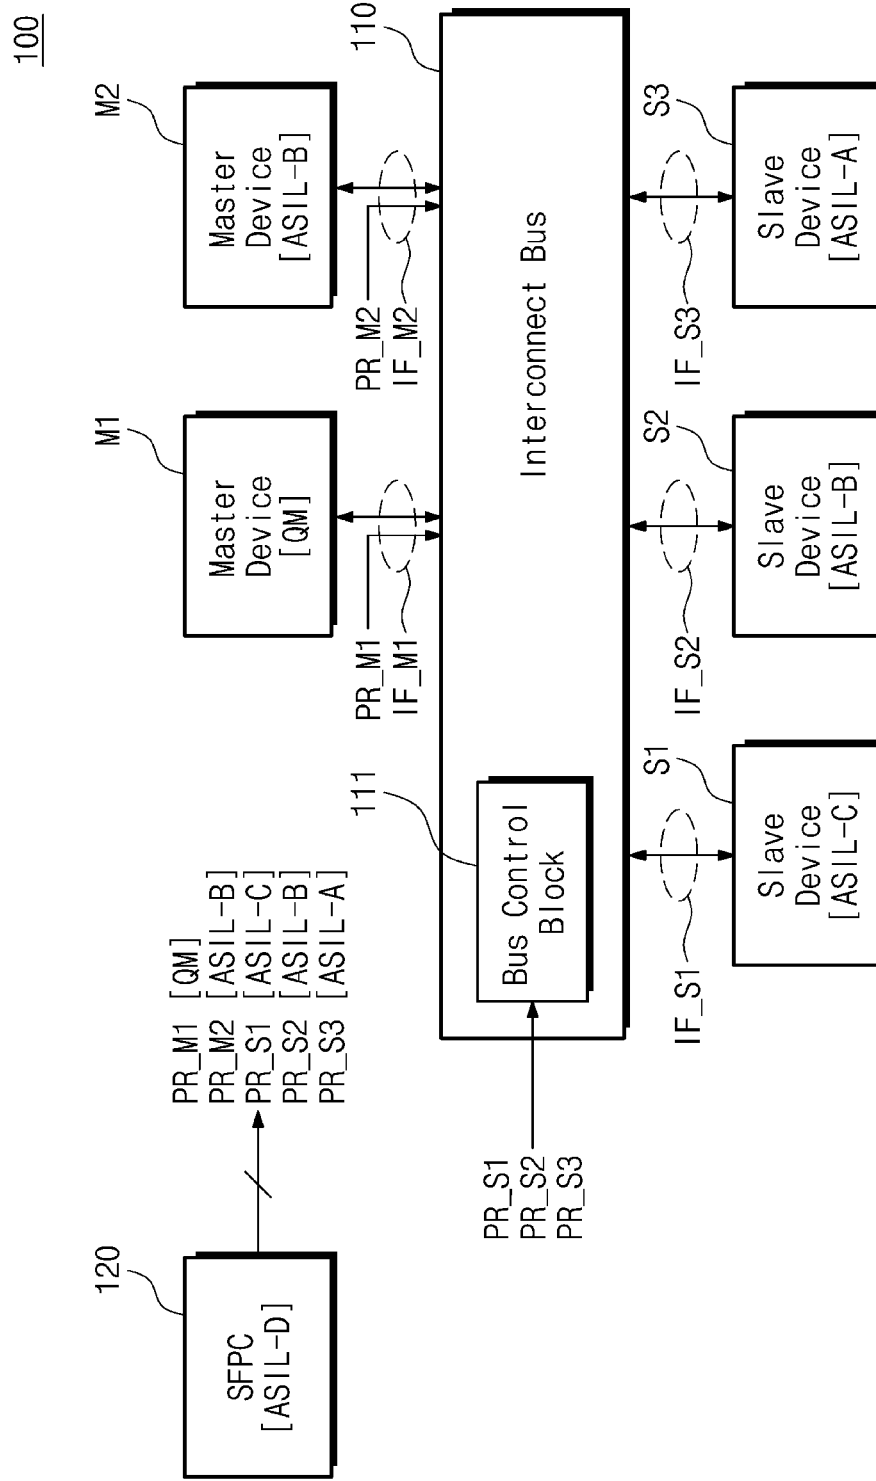 100
120
SFPC
[ASIL-D]
PR_M1 [QM]
PR_M2 [ASIL-B]
PR_S1 [ASIL-C]
PR_S2 [ASIL-B]
PR_S3 [ASIL-A]
M1
Master
Device
[QM]
M2
Master
Device
[ASIL-B]
PR_M1
IF_M1
PR_M2
IF_M2
110
111
Bus Control
Block
Interconnect Bus
PR_S1
PR_S2
PR_S3
IF_S1
S1
IF_S2
S2
IF_S3
S3
Slave
Device
[ASIL-C]
Slave
Device
[ASIL-B]
Slave
Device
[ASIL-A]